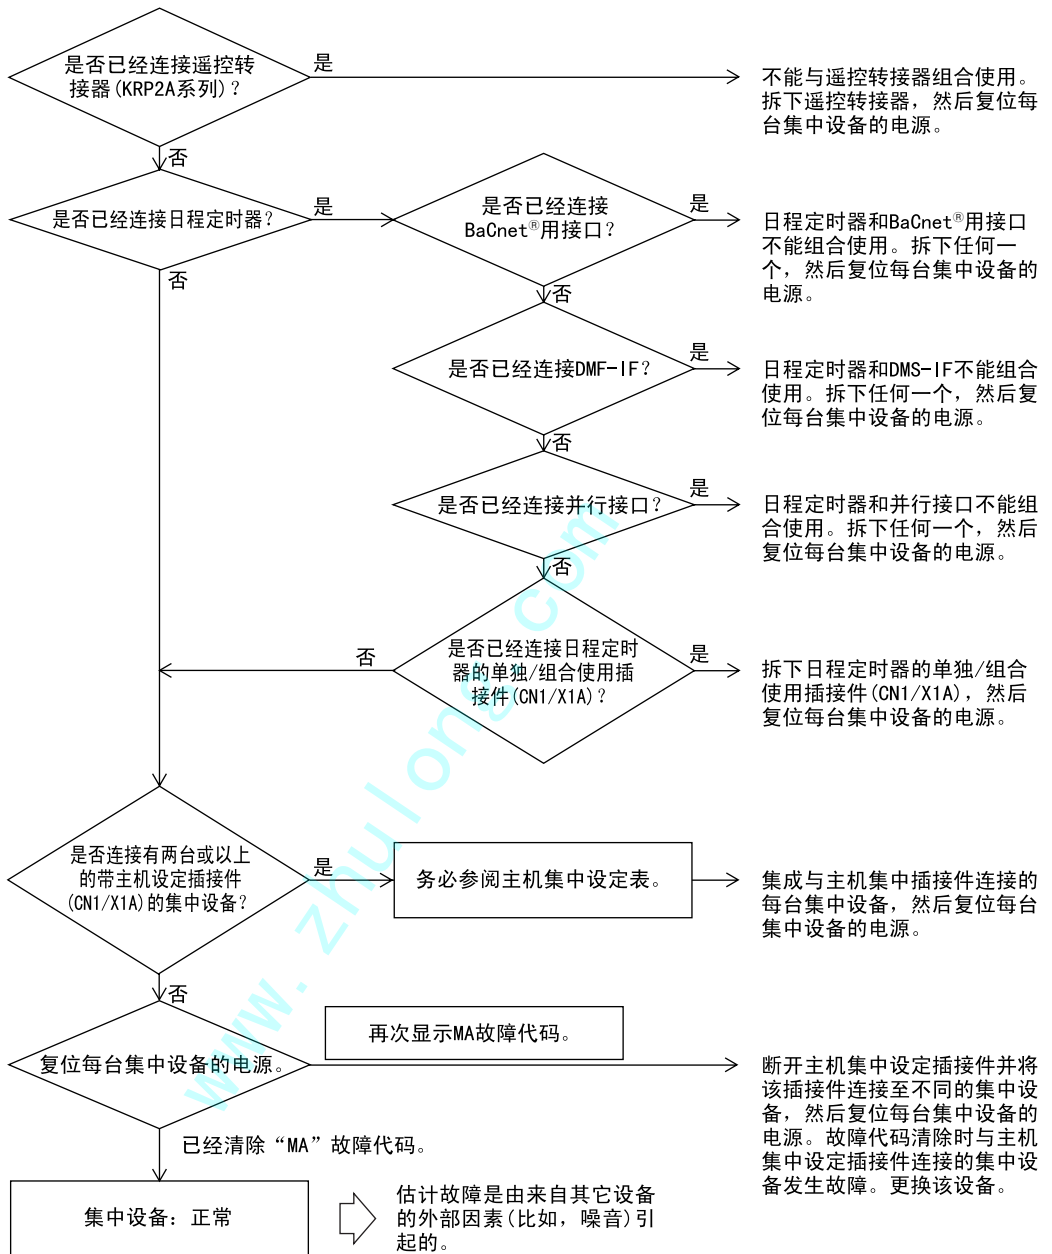 是否已经连接遥控转
接器(KRP2A系列)？
是
不能与遥控转接器组合使用。
拆下遥控转接器，然后复位每
台集中设备的电源。
否
是否已经连接日程定时器？
是
是否已经连接
BaCnet®用接口？
是
日程定时器和BaCnet®用接口
不能组合使用。拆下任何一
个，然后复位每台集中设备的
电源。
否
否
是否已经连接DMF-IF？
是
日程定时器和DMS-IF不能组合
使用。拆下任何一个，然后复
位每台集中设备的电源。
否
是否已经连接并行接口？
是
日程定时器和并行接口不能组
合使用。拆下任何一个，然后
复位每台集中设备的电源。
否
是否已经连接日程定时
器的单独/组合使用插
接件(CN1/X1A)？
否
是
拆下日程定时器的单独/组合
使用插接件(CN1/X1A)，然后
复位每台集中设备的电源。
是否连接有两台或以上
的带主机设定插接件
(CN1/X1A)的集中设备？
是
务必参阅主机集中设定表。
集成与主机集中插接件连接的
每台集中设备，然后复位每台
集中设备的电源。
否
复位每台集中设备的电源。
再次显示MA故障代码。
断开主机集中设定插接件并将
该插接件连接至不同的集中设
备，然后复位每台集中设备的
电源。故障代码清除时与主机
集中设定插接件连接的集中设
备发生故障。更换该设备。
已经清除“MA”故障代码。
集中设备：正常
估计故障是由来自其它设备
的外部因素(比如，噪音)引
起的。
www.zhulong.com